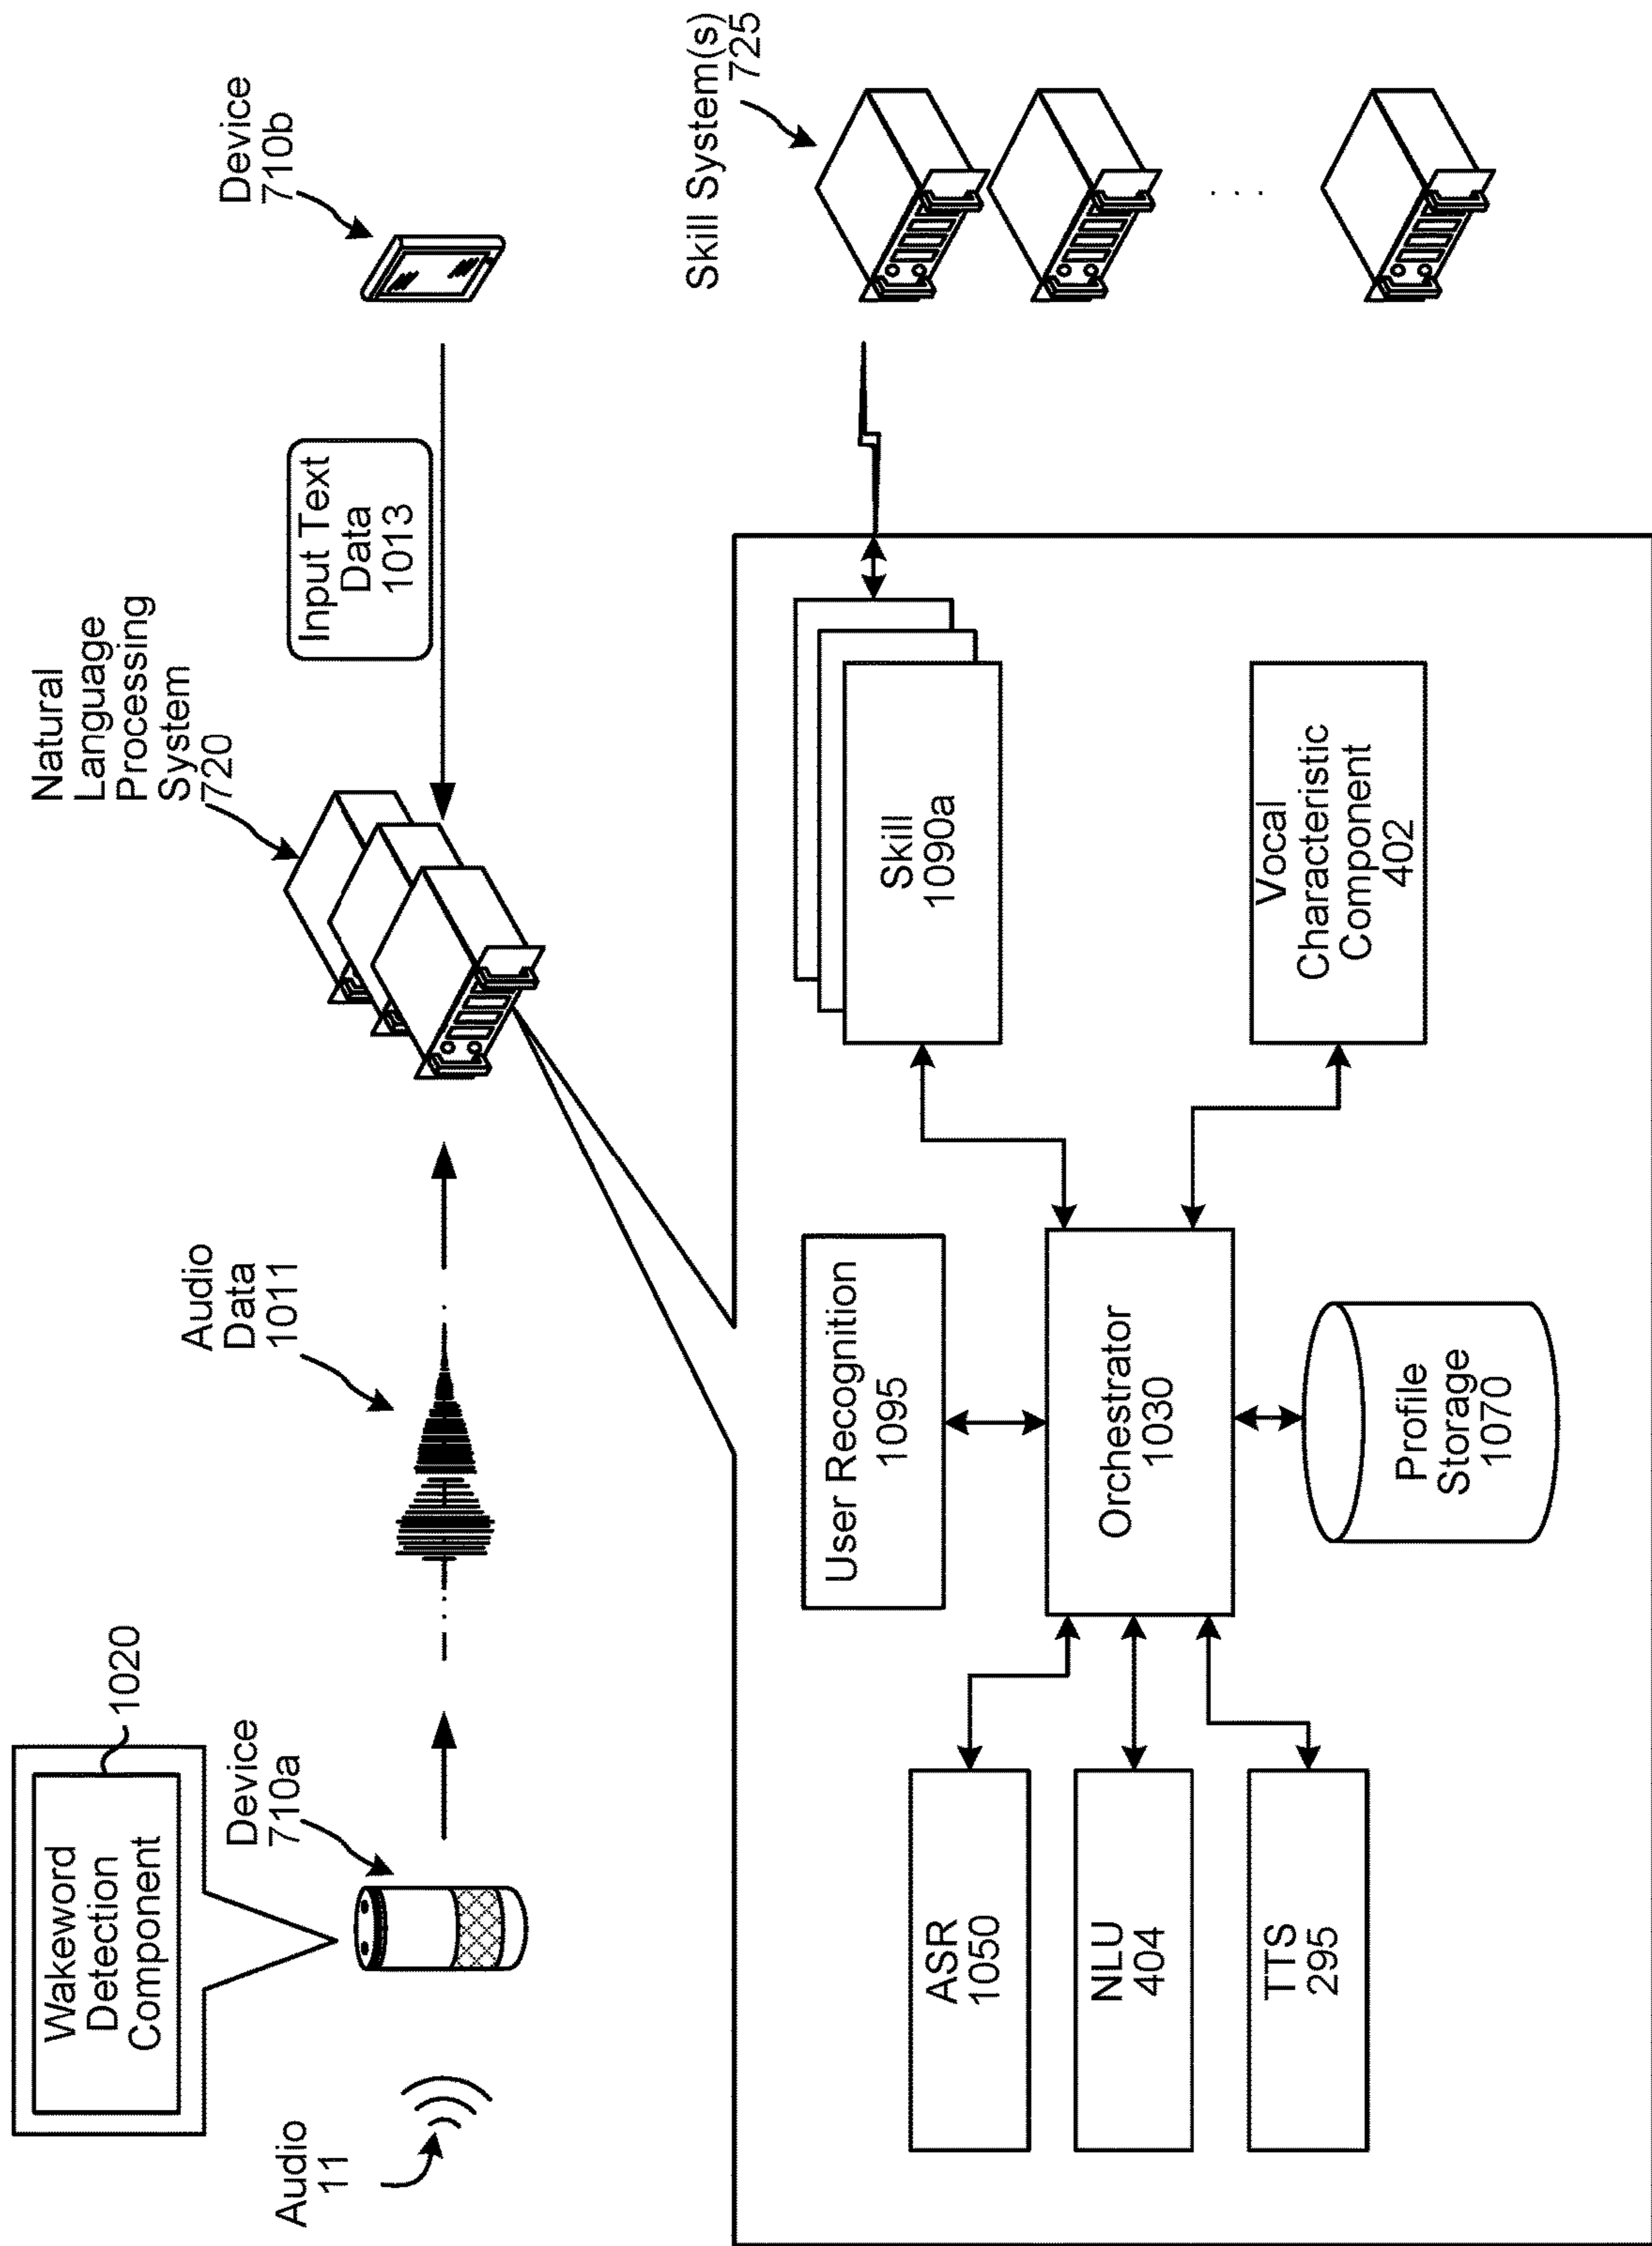 Wakeword
Detection
Component
1020
Audio
11
Device
710a
Audio
Data
1011
Natural
Language
Processing
System
720
Input Text
Data
1013
Device
710b
Skill System(s)
725
. . .
ASR
1050
NLU
404
TTS
295
User Recognition
1095
Orchestrator
1030
Profile
Storage
1070
Skill
1090a
Vocal
Characteristic
Component
402